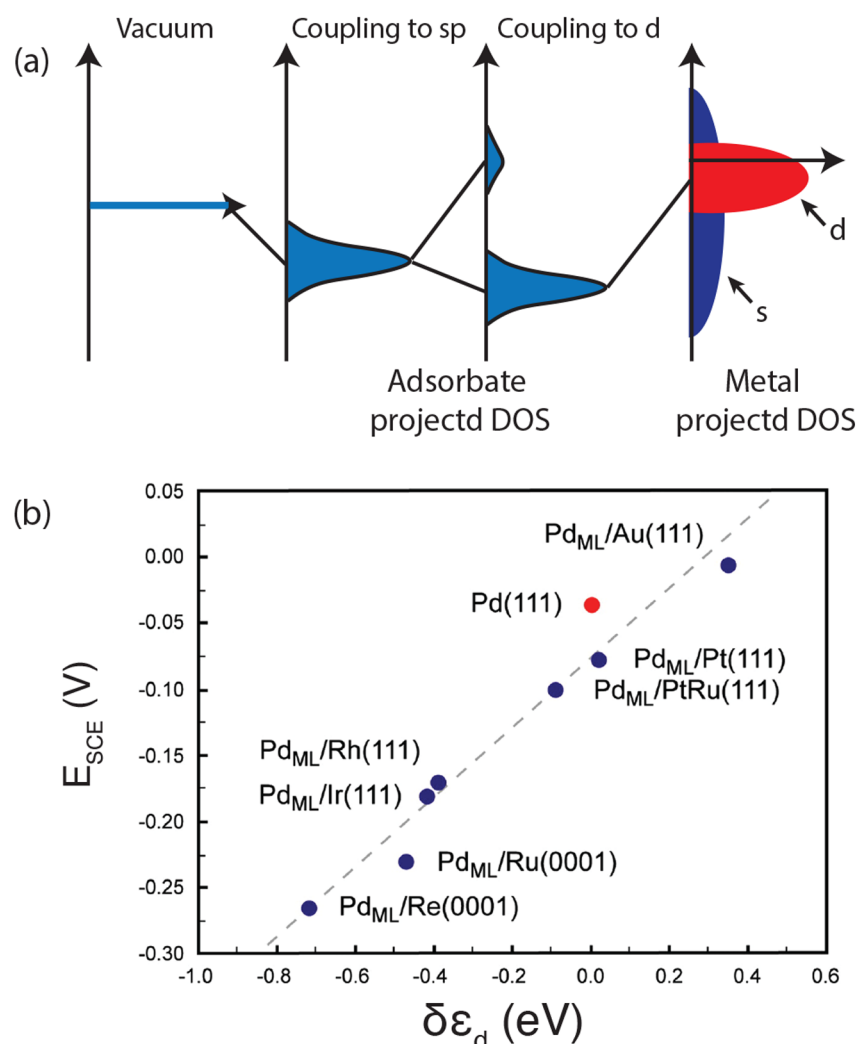 (a)
Vacuum
Coupling to sp
Coupling to d
d
s
Adsorbate
projectd DOS
Metal
projectd DOS
(b)
E_SCE (V)
0.05
0.00
-0.05
-0.10
-0.15
-0.20
-0.25
-0.30
Pd_ML/Au(111)
Pd(111)
Pd_ML/Pt(111)
Pd_ML/PtRu(111)
Pd_ML/Rh(111)
Pd_ML/Ir(111)
Pd_ML/Ru(0001)
Pd_ML/Re(0001)
-1.0 -0.8 -0.6 -0.4 -0.2 0.0 0.2 0.4 0.6
δε_d (eV)